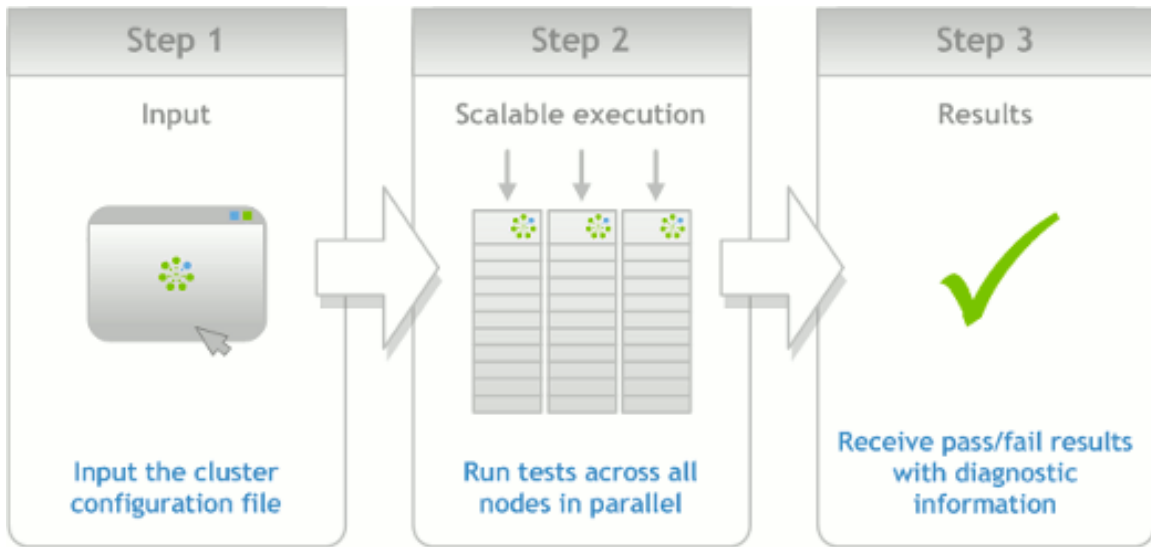 Step 1
Input
Input the cluster
configuration file
Step 2
Scalable execution
Run tests across all
nodes in parallel
Step 3
Results
Receive pass/fail results
with diagnostic
information